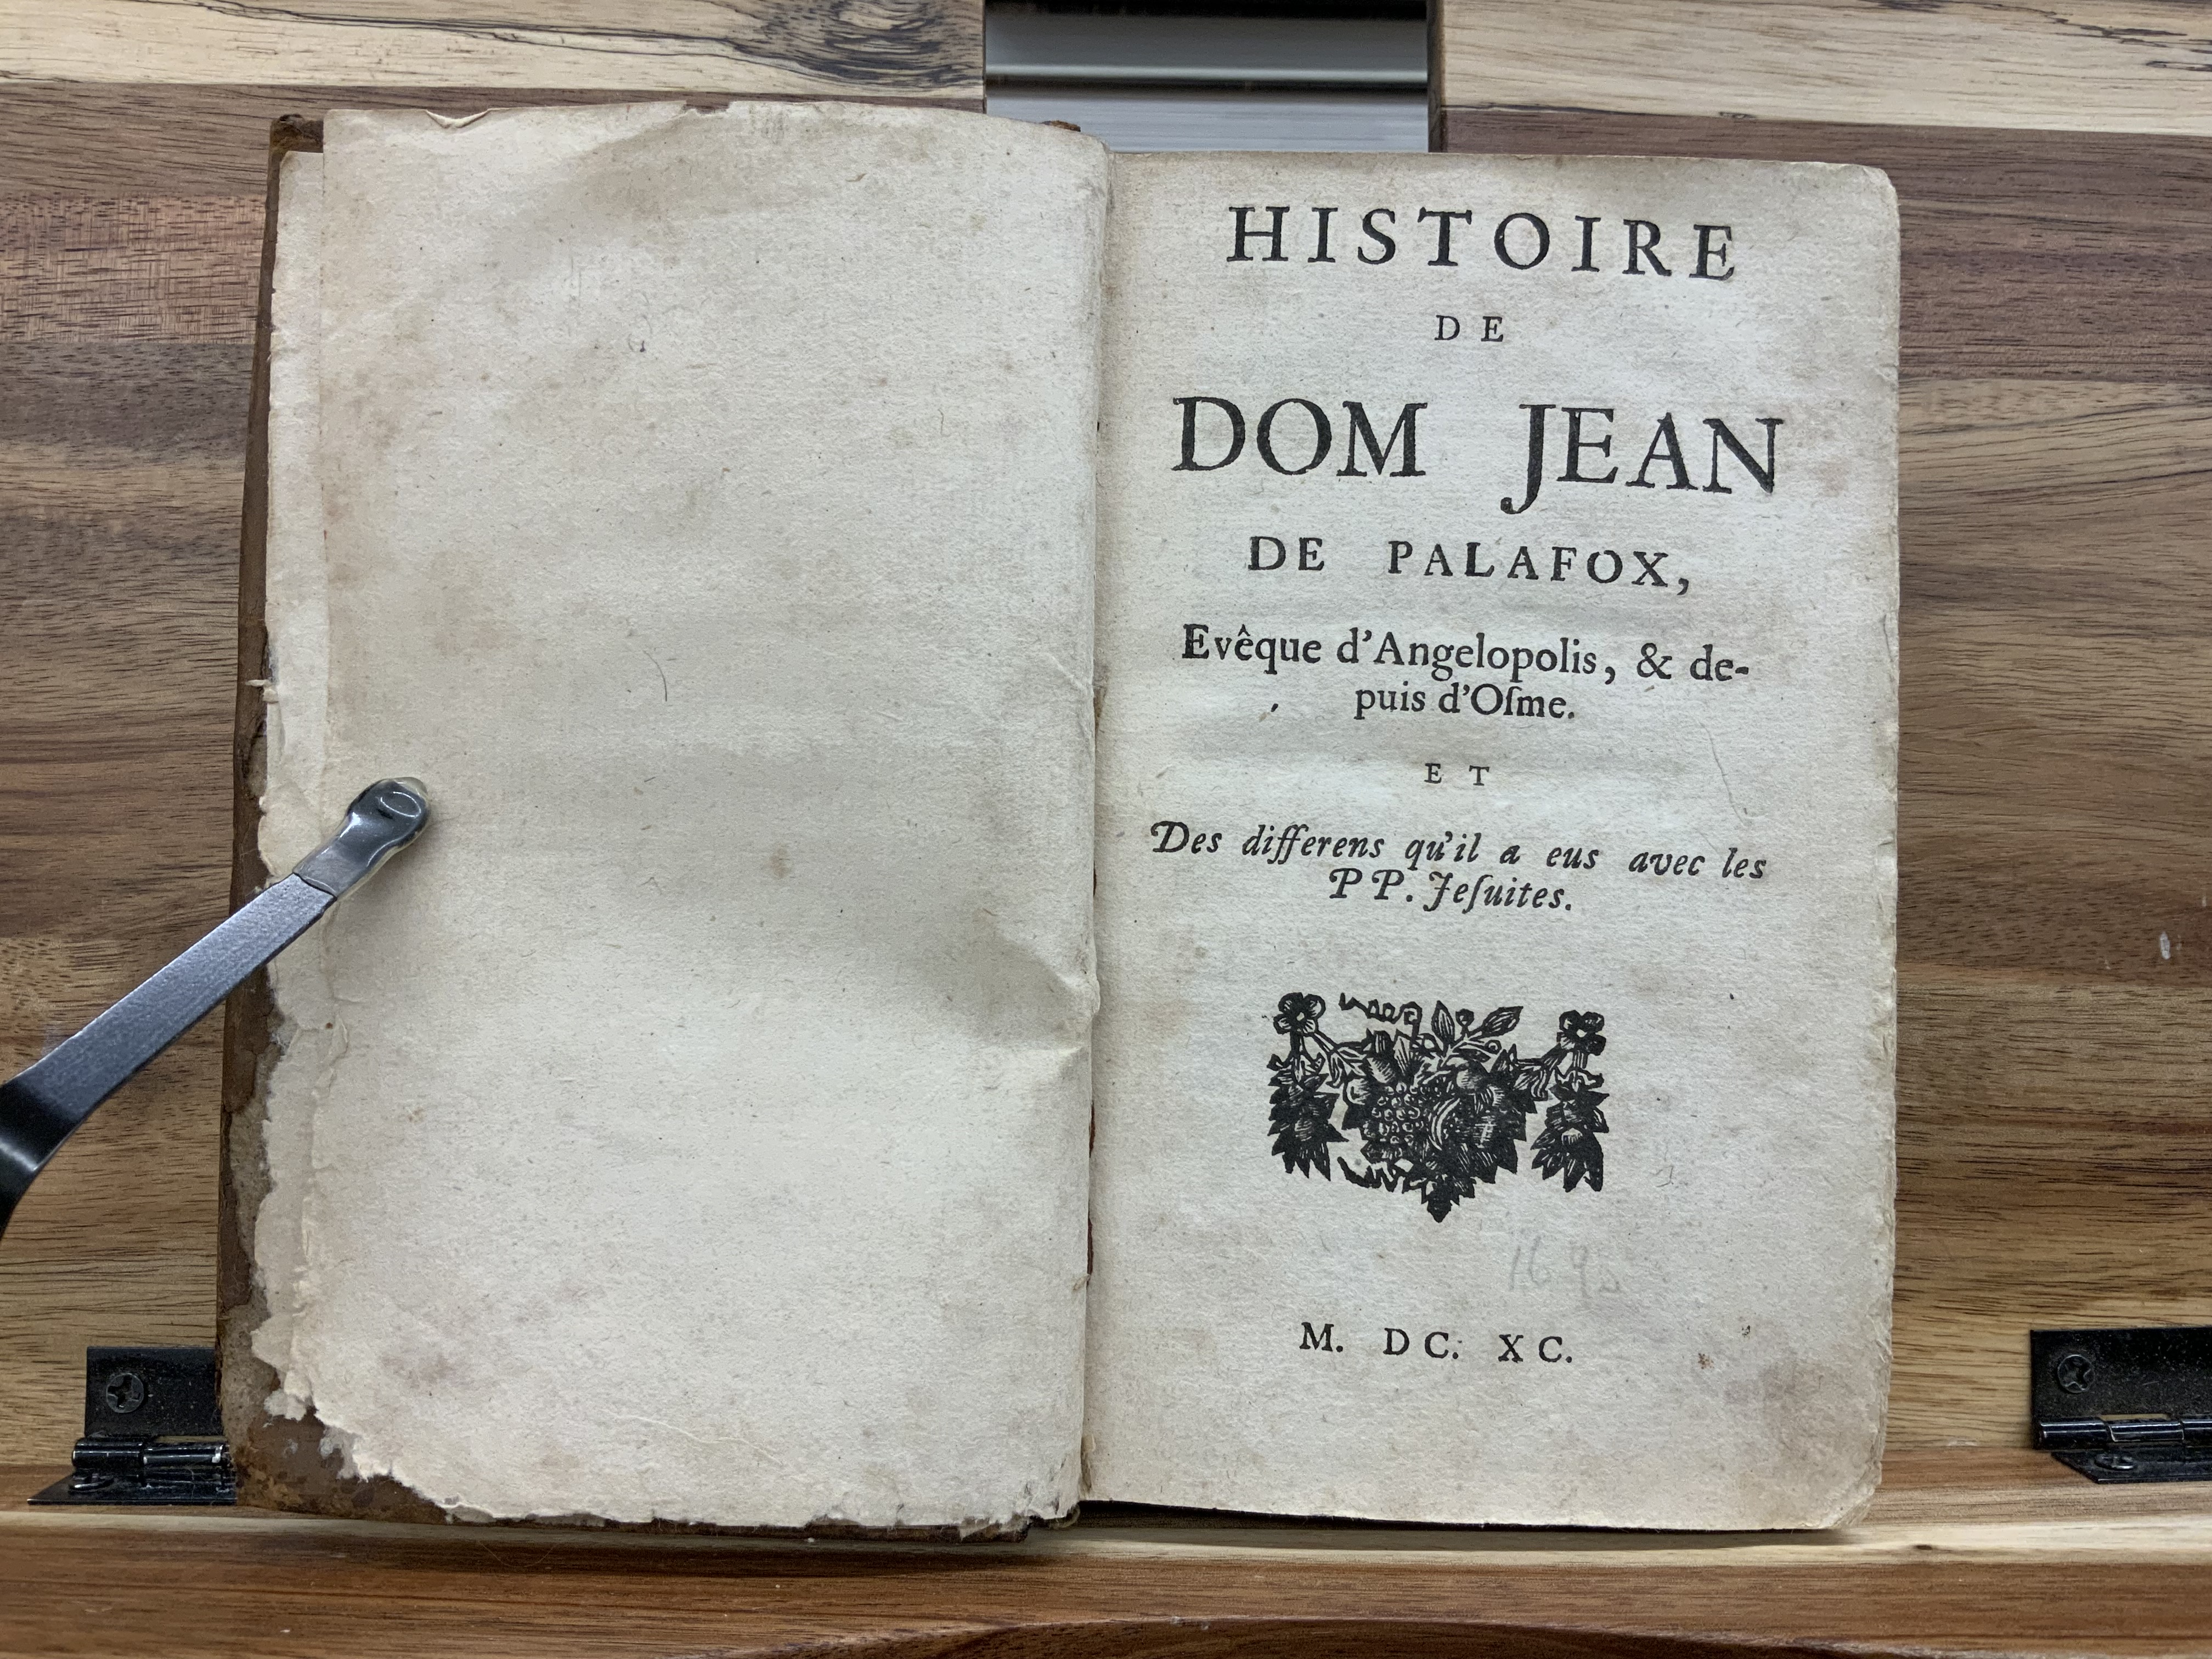 HISTOIRE
DE
DOM JEAN
DE PALAFOX,
Evêque d'Angelopolis, & de-
puis d'Oſme.
ET
Des differens qu'il a eus avec les
PP. Jeſuites.
M. DC. XC.